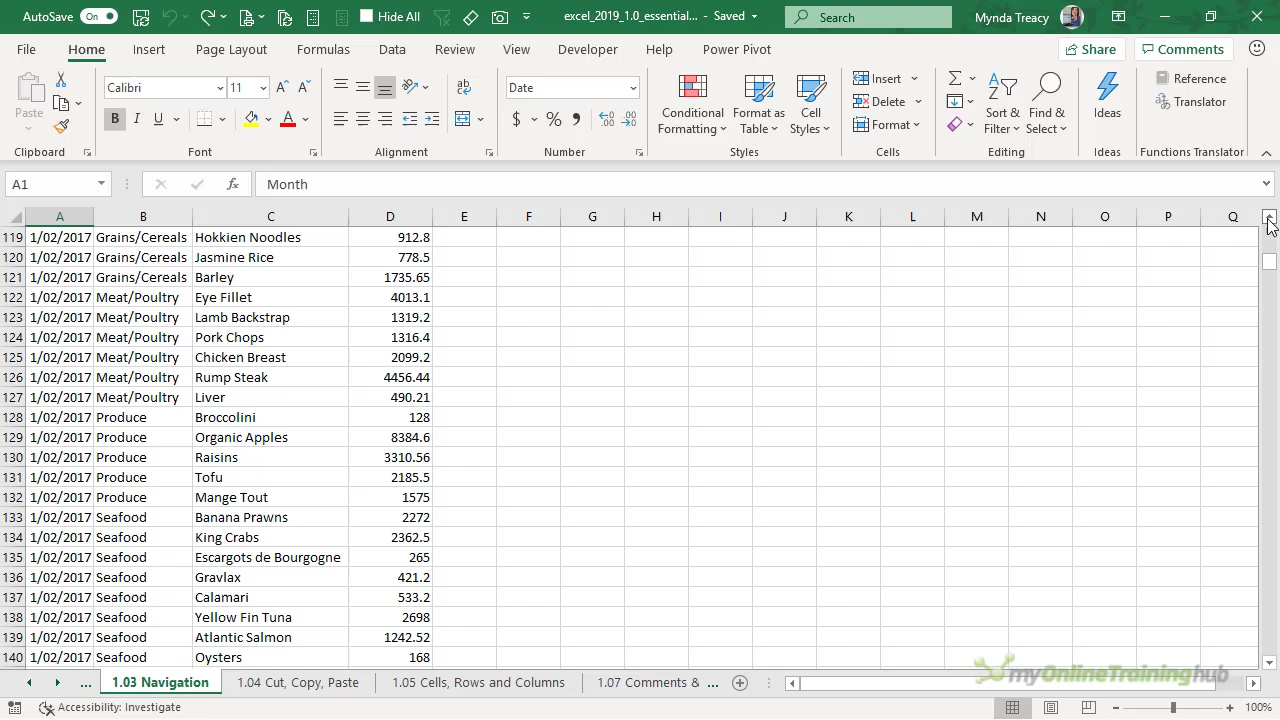 AutoSave On Hide All excel_2019_1.0_essential... - Saved Search Mynda Treacy
File Home Insert Page Layout Formulas Data Review View Developer Help Power Pivot Share Comments
Paste Calibri 11 Date Conditional Formatting Format as Table Cell Styles Insert Delete Format Sort & Filter Find & Select Ideas Reference Translator
B I U $ % 
Clipboard Font Alignment Number Styles Cells Editing Ideas Functions Translator
A1 fx Month
A B C D E F G H I J K L M N O P Q
119 1/02/2017 Grains/Cereals Hokkien Noodles 912.8
120 1/02/2017 Grains/Cereals Jasmine Rice 778.5
121 1/02/2017 Grains/Cereals Barley 1735.65
122 1/02/2017 Meat/Poultry Eye Fillet 4013.1
123 1/02/2017 Meat/Poultry Lamb Backstrap 1319.2
124 1/02/2017 Meat/Poultry Pork Chops 1316.4
125 1/02/2017 Meat/Poultry Chicken Breast 2099.2
126 1/02/2017 Meat/Poultry Rump Steak 4456.44
127 1/02/2017 Meat/Poultry Liver 490.21
128 1/02/2017 Produce Broccolini 128
129 1/02/2017 Produce Organic Apples 8384.6
130 1/02/2017 Produce Raisins 3310.56
131 1/02/2017 Produce Tofu 2185.5
132 1/02/2017 Produce Mange Tout 1575
133 1/02/2017 Seafood Banana Prawns 2272
134 1/02/2017 Seafood King Crabs 2362.5
135 1/02/2017 Seafood Escargots de Bourgogne 265
136 1/02/2017 Seafood Gravlax 421.2
137 1/02/2017 Seafood Calamari 533.2
138 1/02/2017 Seafood Yellow Fin Tuna 2698
139 1/02/2017 Seafood Atlantic Salmon 1242.52
140 1/02/2017 Seafood Oysters 168
myOnlineTraininghub
... 1.03 Navigation 1.04 Cut, Copy Paste 1.05 Cells, Rows and Columns 1.07 Comments & ...
Accessibility: Investigate 100%